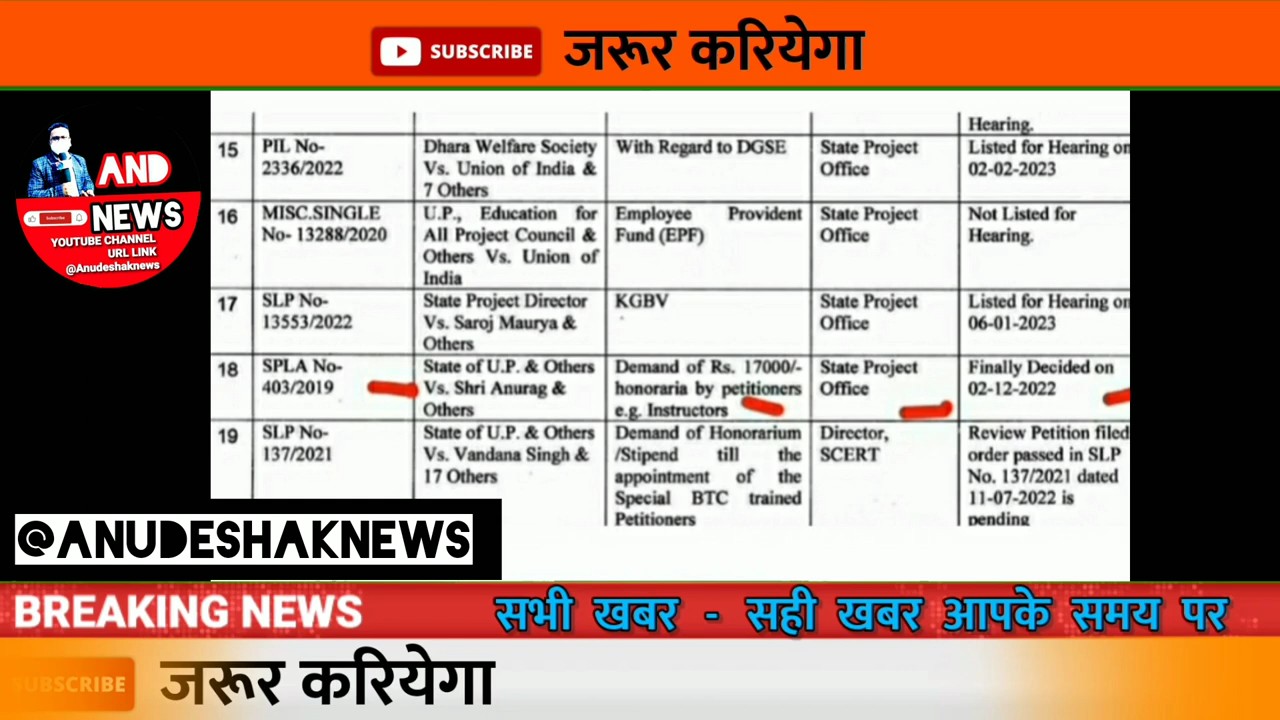 SUBSCRIBE जरूर करियेगा
AND
NEWS
Subscribe
YOUTUBE CHANNEL
URL LINK
@Anudeshaknews
Hearing.
15 PIL No- Dhara Welfare Society With Regard to DGSE State Project Listed for Hearing on
2336/2022 Vs. Union of India & Office 02-02-2023
7 Others
16 MISC.SINGLE U.P., Education for Employee Provident State Project Not Listed for
No- 13288/2020 All Project Council & Fund (EPF) Office Hearing.
Others Vs. Union of
India
17 SLP No- State Project Director KGBV State Project Listed for Hearing on
13553/2022 Vs. Saroj Maurya & Office 06-01-2023
Others
18 SPLA No- State of U.P. & Others Demand of Rs. 17000/- State Project Finally Decided on
403/2019 Vs. Shri Anurag & honoraria by petitioners Office 02-12-2022
Others e.g. Instructors
19 SLP No- State of U.P. & Others Demand of Honorarium Director, Review Petition filed
137/2021 Vs. Vandana Singh & /Stipend till the SCERT order passed in SLP
17 Others appointment of the No. 137/2021 dated
Special BTC trained 11-07-2022 is
Petitioners pending
@ANUDESHAKNEWS
BREAKING NEWS सभी खबर - सही खबर आपके समय पर
SUBSCRIBE जरूर करियेगा